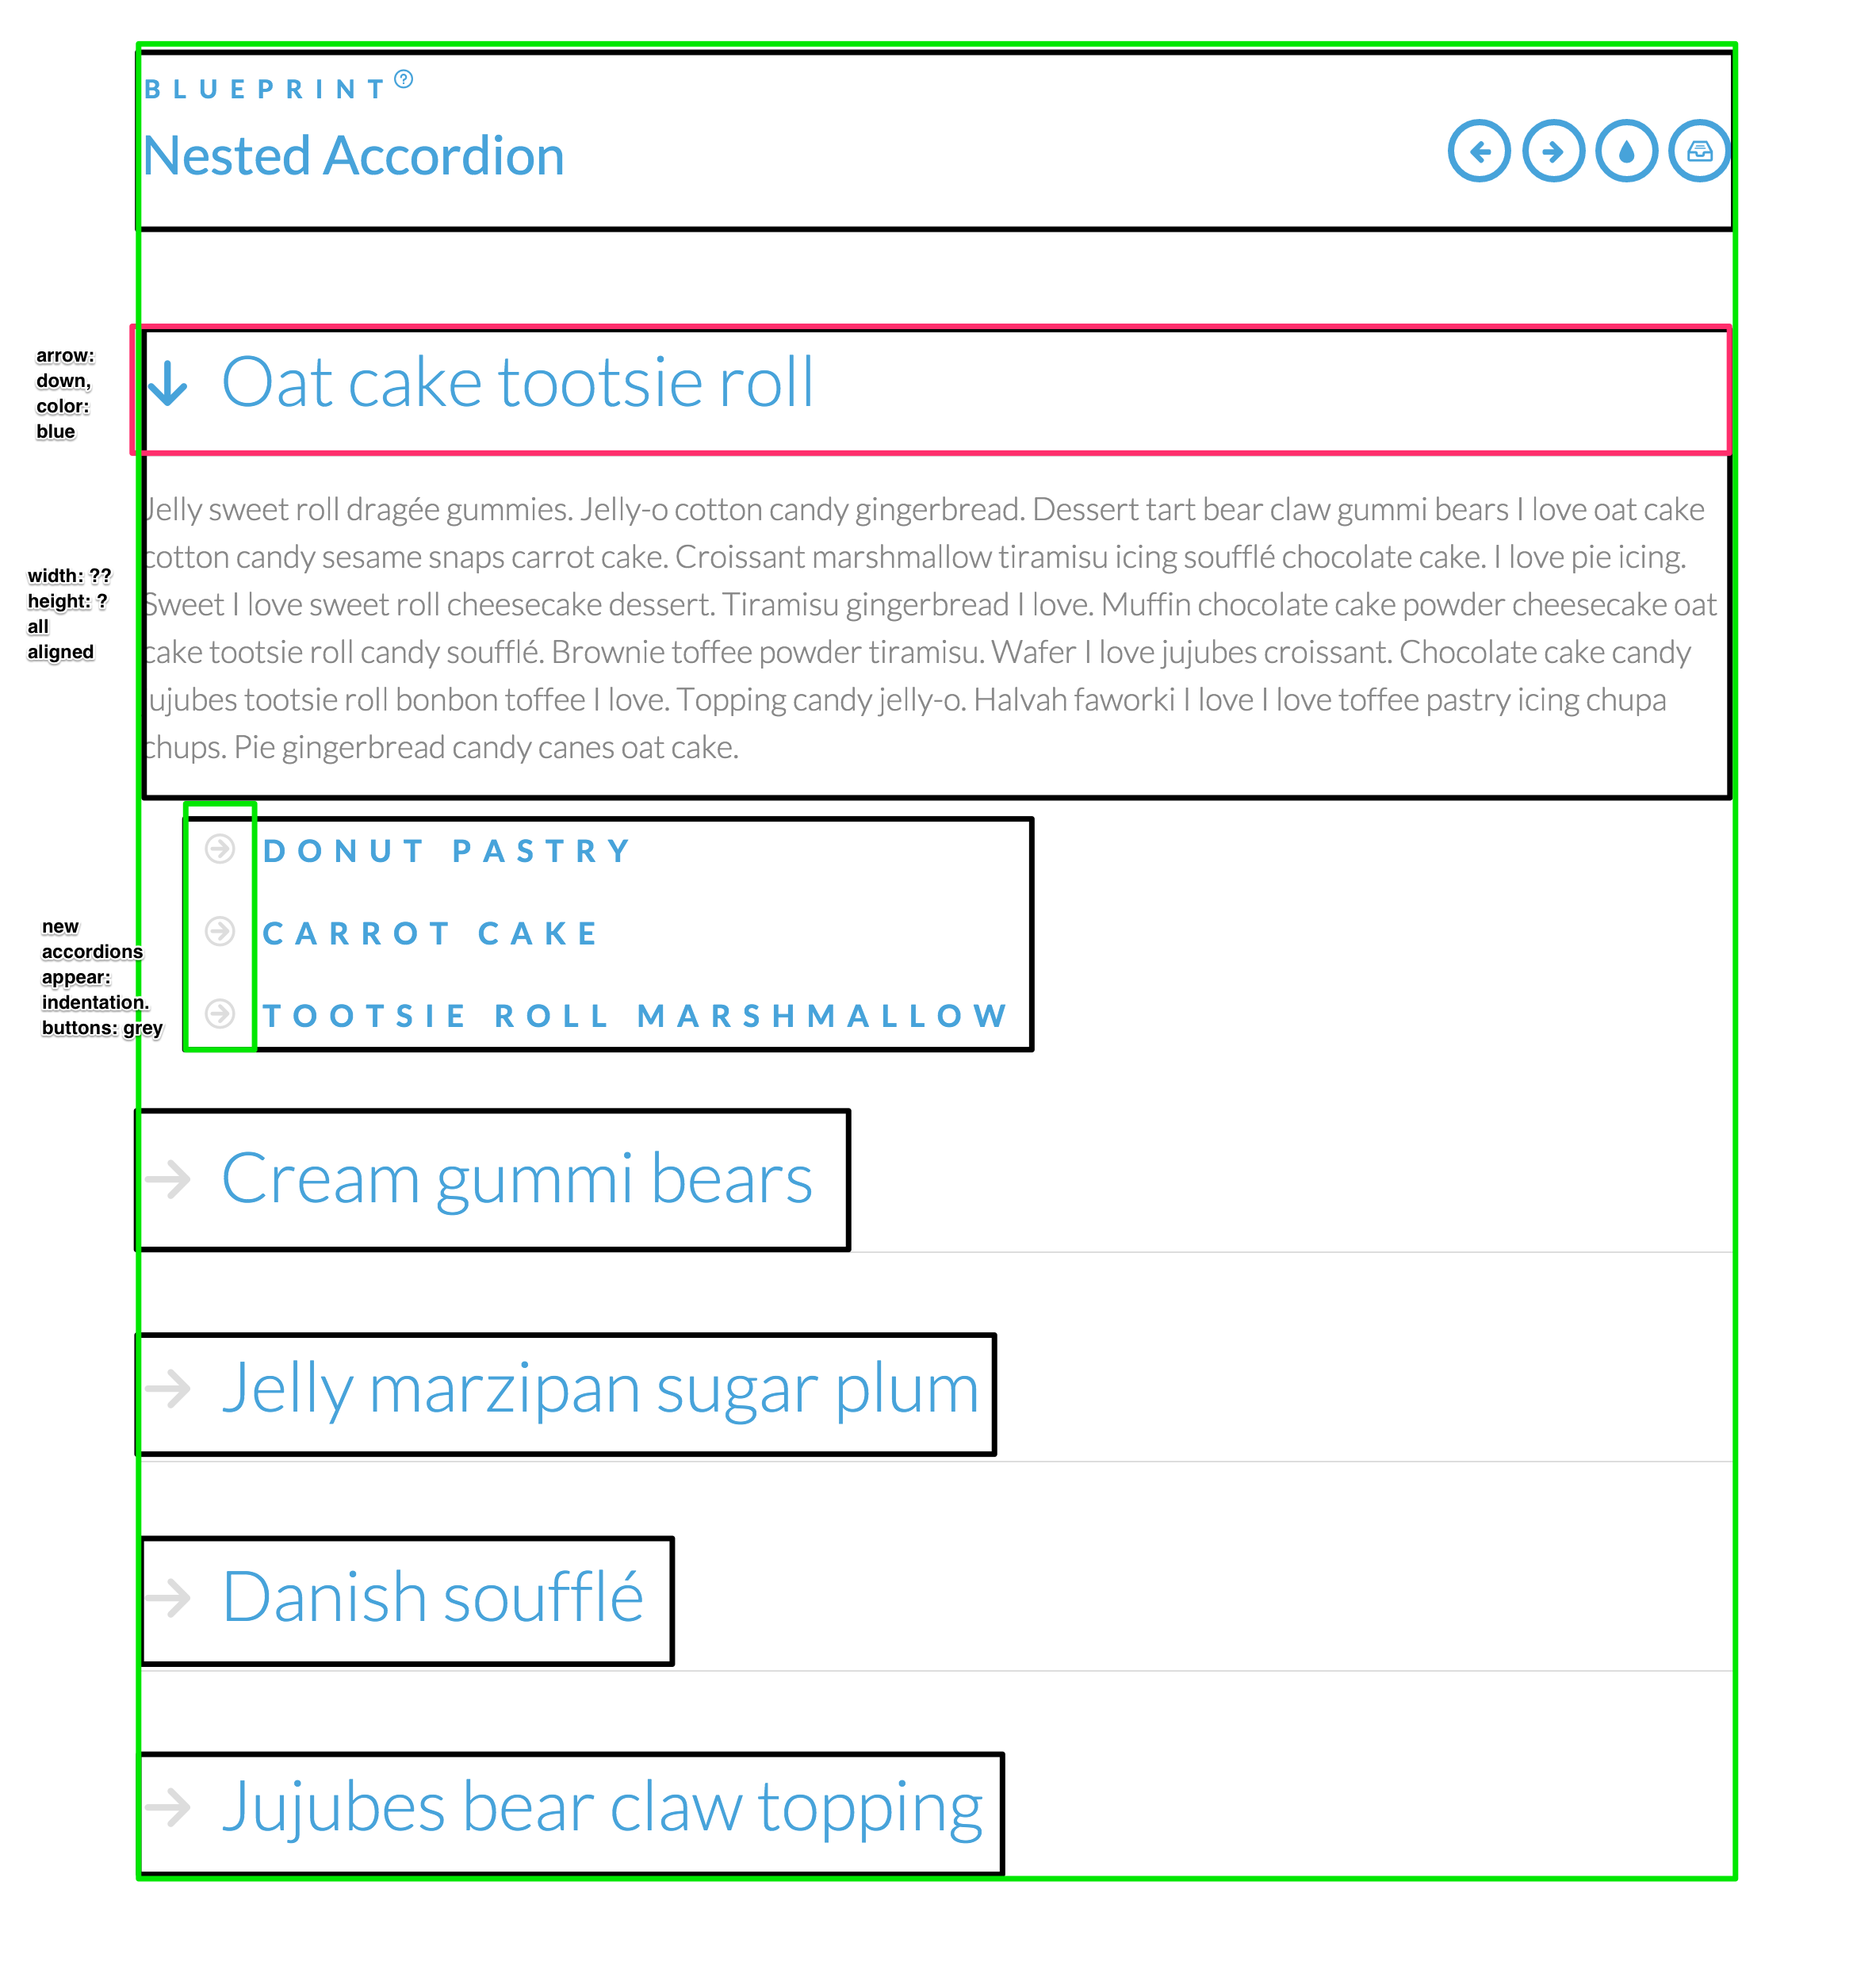 BLUEPRINT
Nested Accordion
arrow:
down,
color:
blue
Oat cake tootsie roll
Jelly sweet roll dragée gummies. Jelly-o cotton candy gingerbread. Dessert tart bear claw gummi bears I love oat cake
cotton candy sesame snaps carrot cake. Croissant marshmallow tiramisu icing soufflé chocolate cake. I love pie icing.
Sweet I love sweet roll cheesecake dessert. Tiramisu gingerbread I love. Muffin chocolate cake powder cheesecake oat
cake tootsie roll candy soufflé. Brownie toffee powder tiramisu. Wafer I love jujubes croissant. Chocolate cake candy
jujubes tootsie roll bonbon toffee I love. Topping candy jelly-o. Halvah faworki I love I love toffee pastry icing chupa
chups. Pie gingerbread candy canes oat cake.
width: ??
height: ?
all
aligned
DONUT PASTRY
CARROT CAKE
TOOTSIE ROLL MARSHMALLOW
new
accordions
appear:
indentation.
buttons: grey
Cream gummi bears
Jelly marzipan sugar plum
Danish soufflé
Jujubes bear claw topping